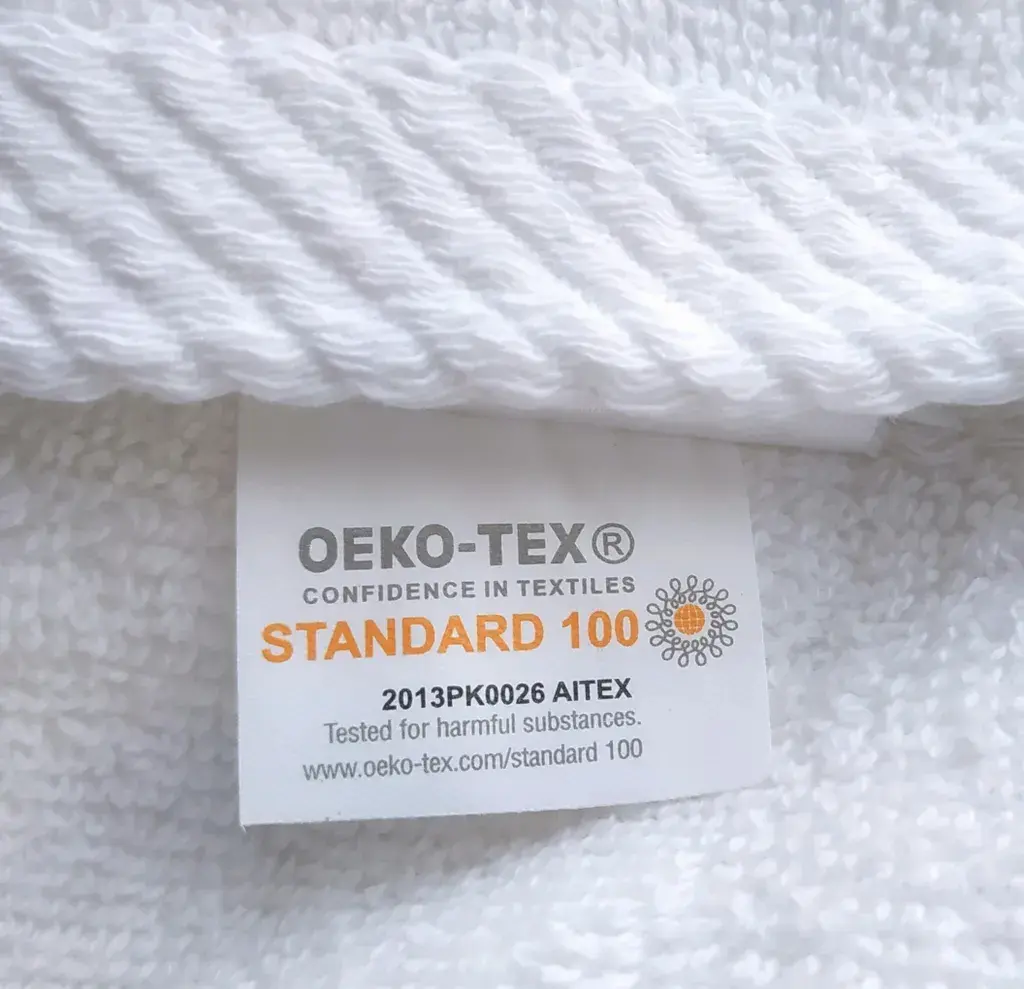 OEKO-TEX®
CONFIDENCE IN TEXTILES
STANDARD 100
2013PK0026 AITEX
Tested for harmful substances.
www.oeko-tex.com/standard 100